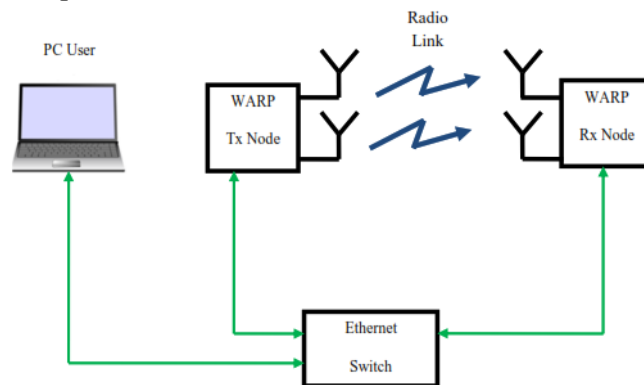 Radio
Link
PC User
WARP
Tx Node
WARP
Rx Node
Ethernet
Switch